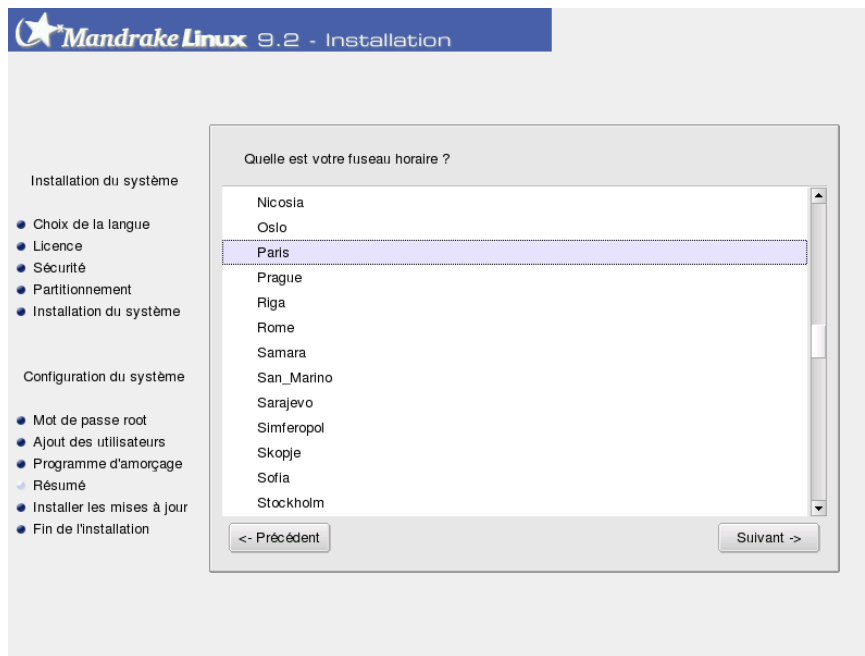 Mandrake Linux 9.2 - Installation
Installation du système
Choix de la langue
Licence
Sécurité
Partitionnement
Installation du système
Configuration du système
Mot de passe root
Ajout des utilisateurs
Programme d'amorçage
Résumé
Installer les mises à jour
Fin de l'installation
Quelle est votre fuseau horaire ?
Nicosia
Oslo
Paris
Prague
Riga
Rome
Samara
San_Marino
Sarajevo
Simferopol
Skopje
Sofia
Stockholm
<- Précédent
Suivant ->